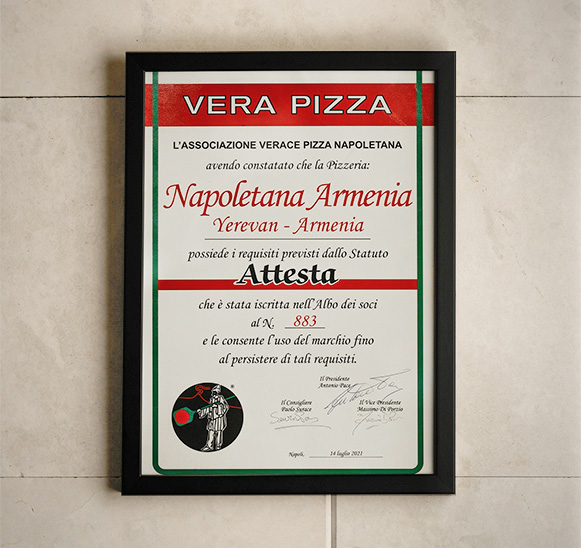 VERA PIZZA
L'ASSOCIAZIONE VERACE PIZZA NAPOLETANA
avendo constatato che la Pizzeria:
Napoletana Armenia
Yerevan - Armenia
possiede i requisiti previsti dallo Statuto
Attesta
che è stata iscritta nell'Albo dei soci
al N. 883
e le consente l'uso del marchio fino
al persistere di tali requisiti.
Il Presidente
Antonio Pace
Il Consigliere
Paolo Surace
Il Vice Presidente
Massimo Di Porzio
Napoli, 14 luglio 2021